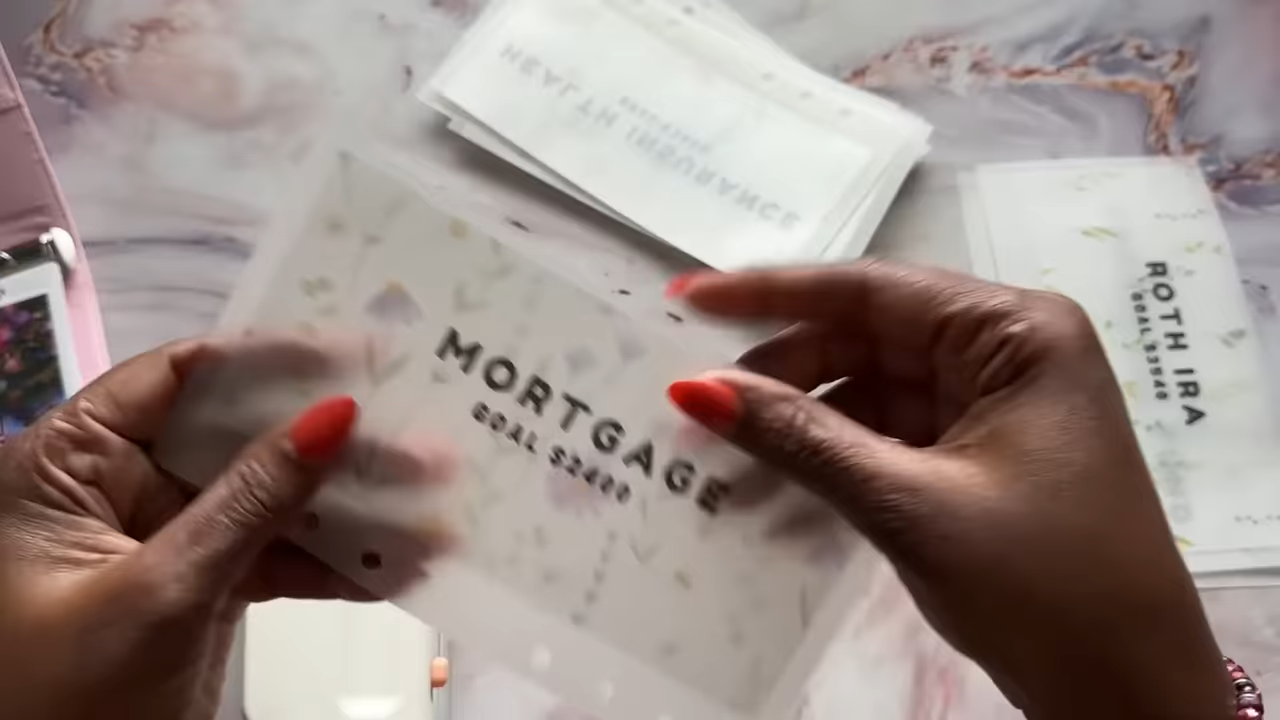 HEALTH INSURANCE
MORTGAGE
GOAL $2400
ROTH IRA
GOAL $3540